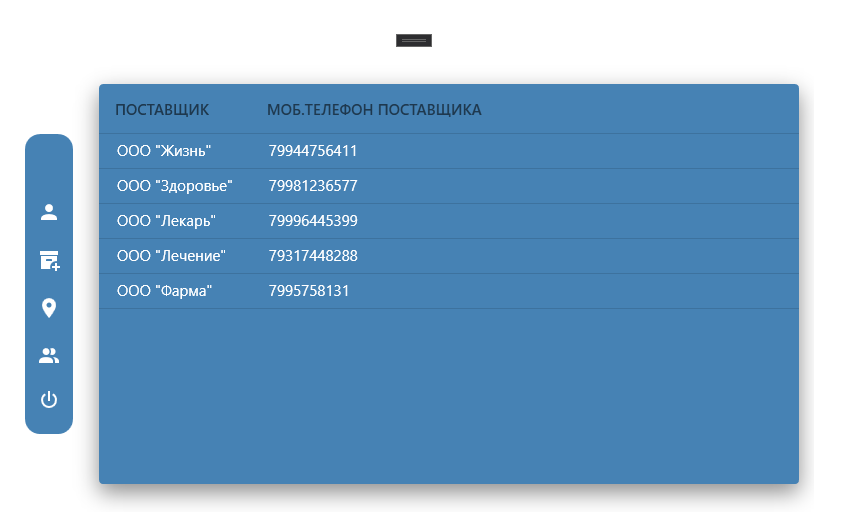 ПОСТАВЩИК МОБ.ТЕЛЕФОН ПОСТАВЩИКА
ООО "Жизнь" 79944756411
ООО "Здоровье" 79981236577
ООО "Лекарь" 79996445399
ООО "Лечение" 79317448288
ООО "Фарма" 7995758131